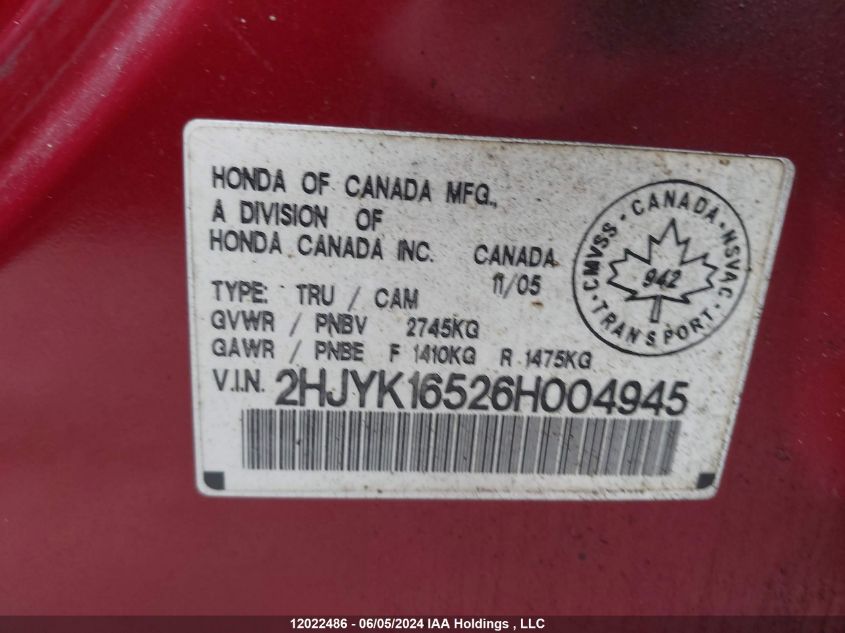 HONDA OF CANADA MFG.,
A DIVISION OF
HONDA CANADA INC. CANADA
11/05
TYPE: TRU / CAM
GVWR / PNBV 2745KG
GAWR / PNBE F 1410KG R 1475KG
V.I.N. 2HJYK16526H004945
CMVSS - CANADA - NSVAC - TRANSPORT -
942
12022486 - 06/05/2024 IAA Holdings , LLC